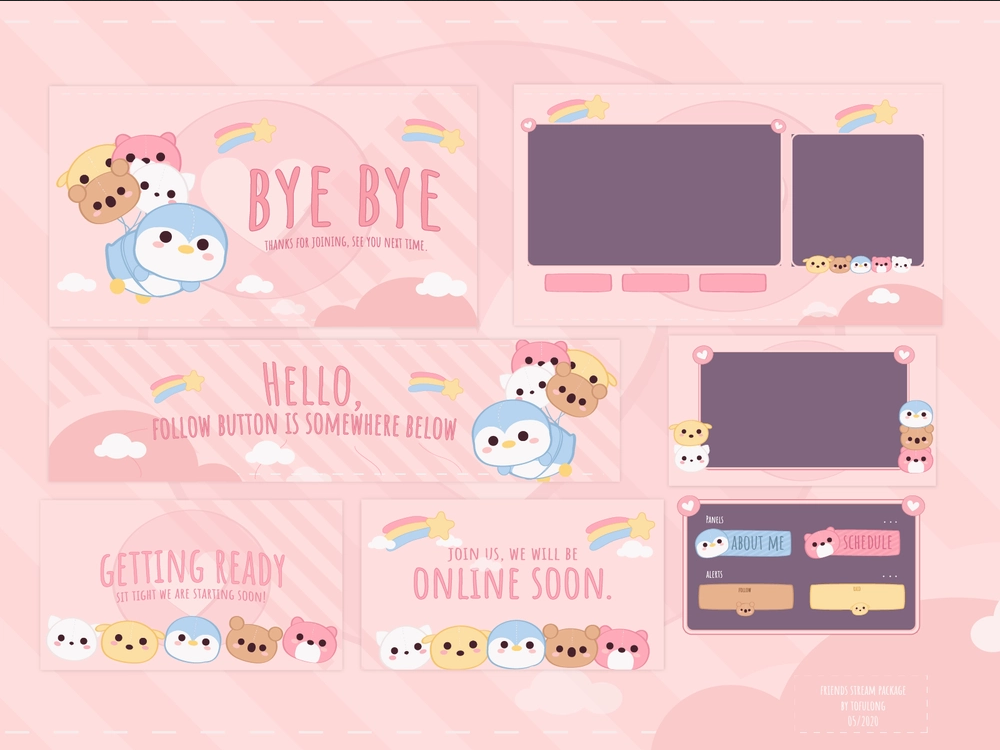 BYE BYE
THANKS FOR JOINING, SEE YOU NEXT TIME.
HELLO,
FOLLOW BUTTON IS SOMEWHERE BELOW
GETTING READY
SIT TIGHT WE ARE STARTING SOON!
JOIN US, WE WILL BE
ONLINE SOON.
PANELS
ABOUT ME
SCHEDULE
ALERTS
FOLLOW
RAID
FRIENDS STREAM PACKAGE
BY TOFULUNG
05/2020